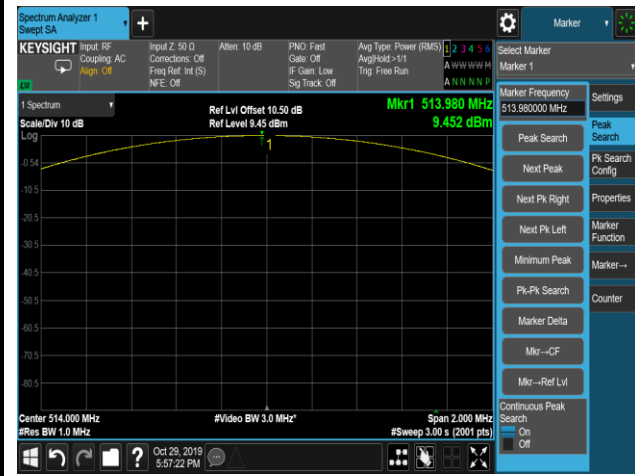 Spectrum Analyzer 1
Swept SA
Marker
KEYSIGHT
Input: RF
Coupling: AC
Align: Off
Input Z: 50 Ω
Corrections: Off
Freq Ref: Int (S)
NFE: Off
Atten: 10 dB
PNO: Fast
Gate: Off
IF Gain: Low
Sig Track: Off
Avg Type: Power (RMS)
Avg|Hold:>1/1
Trig: Free Run
1 2 3 4 5 6
A W W W W M
A N N N N P
Select Marker
Marker 1
1 Spectrum
Scale/Div 10 dB
Ref Lvl Offset 10.50 dB
Ref Level 9.45 dBm
Mkr1 513.980 MHz
9.452 dBm
Log
1
-0.54
-10.5
-20.5
-30.5
-40.5
-50.5
-60.5
-70.5
-80.5
Center 514.000 MHz
#Res BW 1.0 MHz
#Video BW 3.0 MHz*
Span 2.000 MHz
#Sweep 3.00 s (2001 pts)
Marker Frequency
513.980000 MHz
Peak Search
Next Peak
Next Pk Right
Next Pk Left
Minimum Peak
Pk-Pk Search
Marker Delta
Mkr→CF
Mkr→Ref Lvl
Continuous Peak
Search
On
Off
Settings
Peak
Search
Pk Search
Config
Properties
Marker
Function
Marker→
Counter
?
Oct 29, 2019
5:57:22 PM